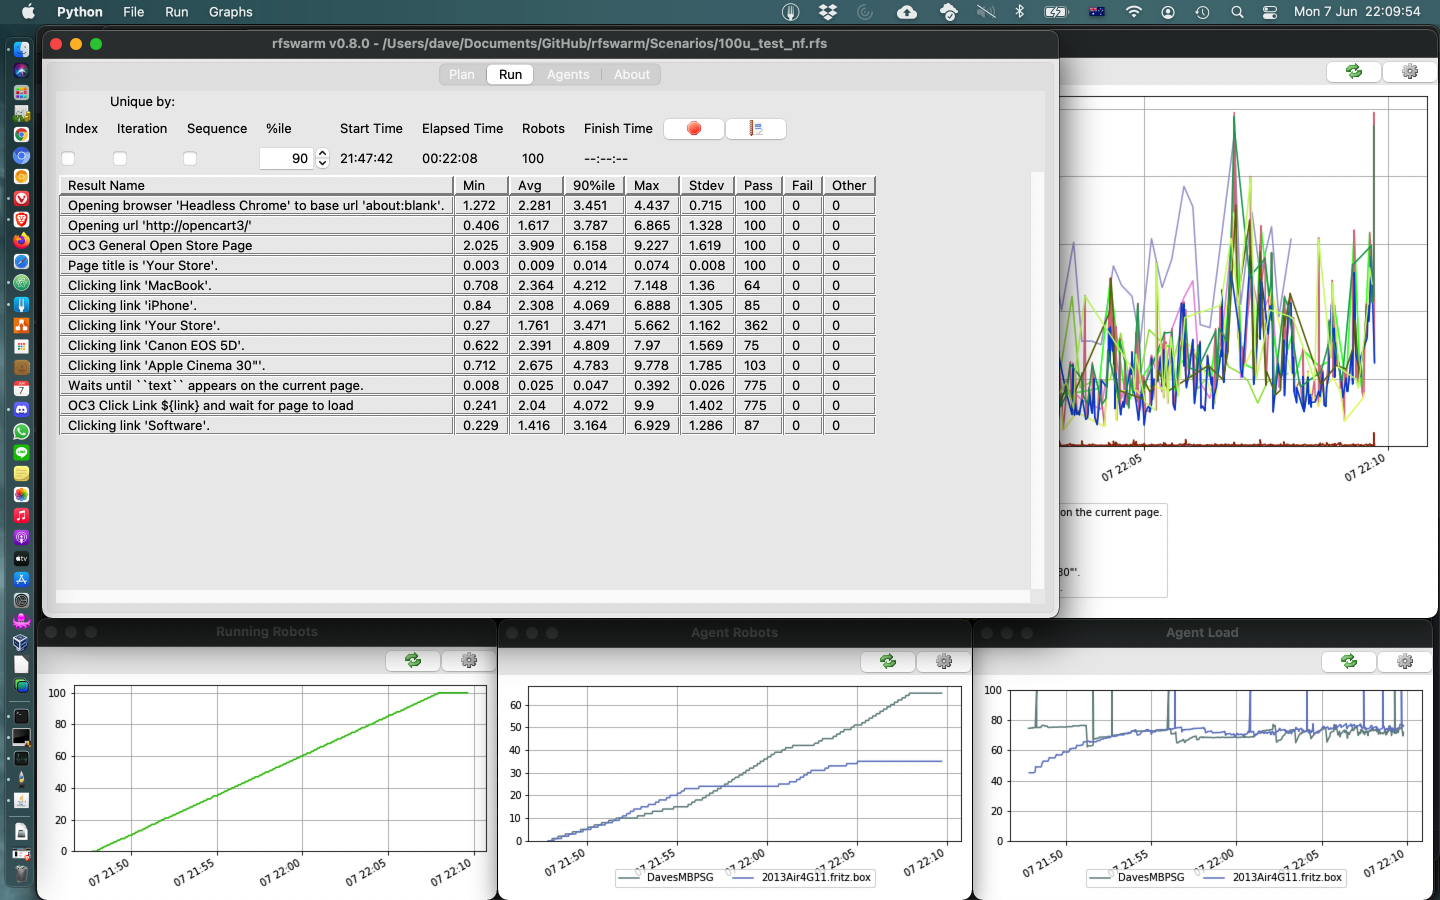 Python File Run Graphs Mon 7 Jun 22:09:54
rfswarm v0.8.0 - /Users/dave/Documents/GitHub/rfswarm/Scenarios/100u_test_nf.rfs
Plan Run Agents About
Unique by:
Index Iteration Sequence %ile Start Time Elapsed Time Robots Finish Time
90 21:47:42 00:22:08 100 --:--:--
Result Name Min Avg 90%ile Max Stdev Pass Fail Other
Opening browser 'Headless Chrome' to base url 'about:blank'. 1.272 2.281 3.451 4.437 0.715 100 0 0
Opening url 'http://opencart3/' 0.406 1.617 3.787 6.865 1.328 100 0 0
OC3 General Open Store Page 2.025 3.909 6.158 9.227 1.619 100 0 0
Page title is 'Your Store'. 0.003 0.009 0.014 0.074 0.008 100 0 0
Clicking link 'MacBook'. 0.708 2.364 4.212 7.148 1.36 64 0 0
Clicking link 'iPhone'. 0.84 2.308 4.069 6.888 1.305 85 0 0
Clicking link 'Your Store'. 0.27 1.761 3.471 5.662 1.162 362 0 0
Clicking link 'Canon EOS 5D'. 0.622 2.391 4.809 7.97 1.569 75 0 0
Clicking link 'Apple Cinema 30"'. 0.712 2.675 4.783 9.778 1.785 103 0 0
Waits until ``text`` appears on the current page. 0.008 0.025 0.047 0.392 0.026 775 0 0
OC3 Click Link ${link} and wait for page to load 0.241 2.04 4.072 9.9 1.402 775 0 0
Clicking link 'Software'. 0.229 1.416 3.164 6.929 1.286 87 0 0
07 22:05 07 22:10
on the current page.
30"'.
Running Robots
100
80
60
40
20
0
07 21:50 07 21:55 07 22:00 07 22:05 07 22:10
Agent Robots
60
50
40
30
20
10
0
07 21:50 07 21:55 07 22:00 07 22:05 07 22:10
DavesMBPSG 2013Air4G11.fritz.box
Agent Load
100
80
60
40
20
0
07 21:50 07 21:55 07 22:00 07 22:05 07 22:10
DavesMBPSG 2013Air4G11.fritz.box